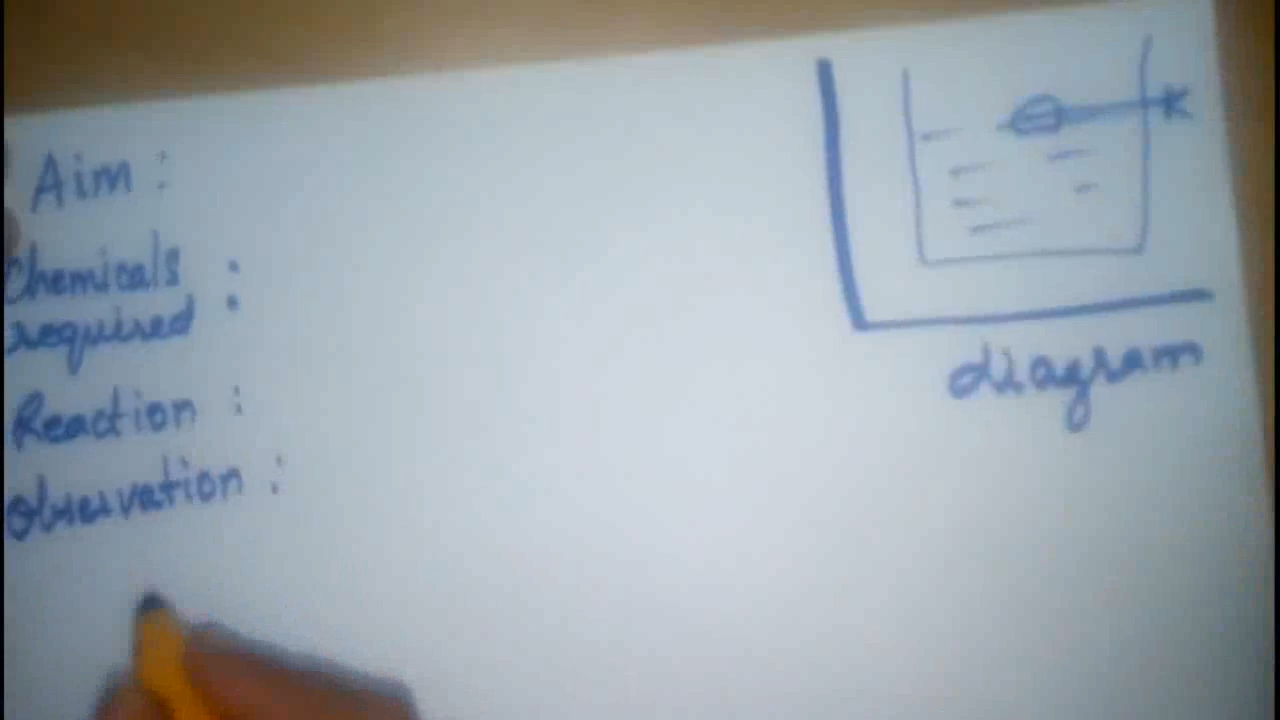 Aim :
Chemicals :
required
Reaction :
Observation :
K
diagram